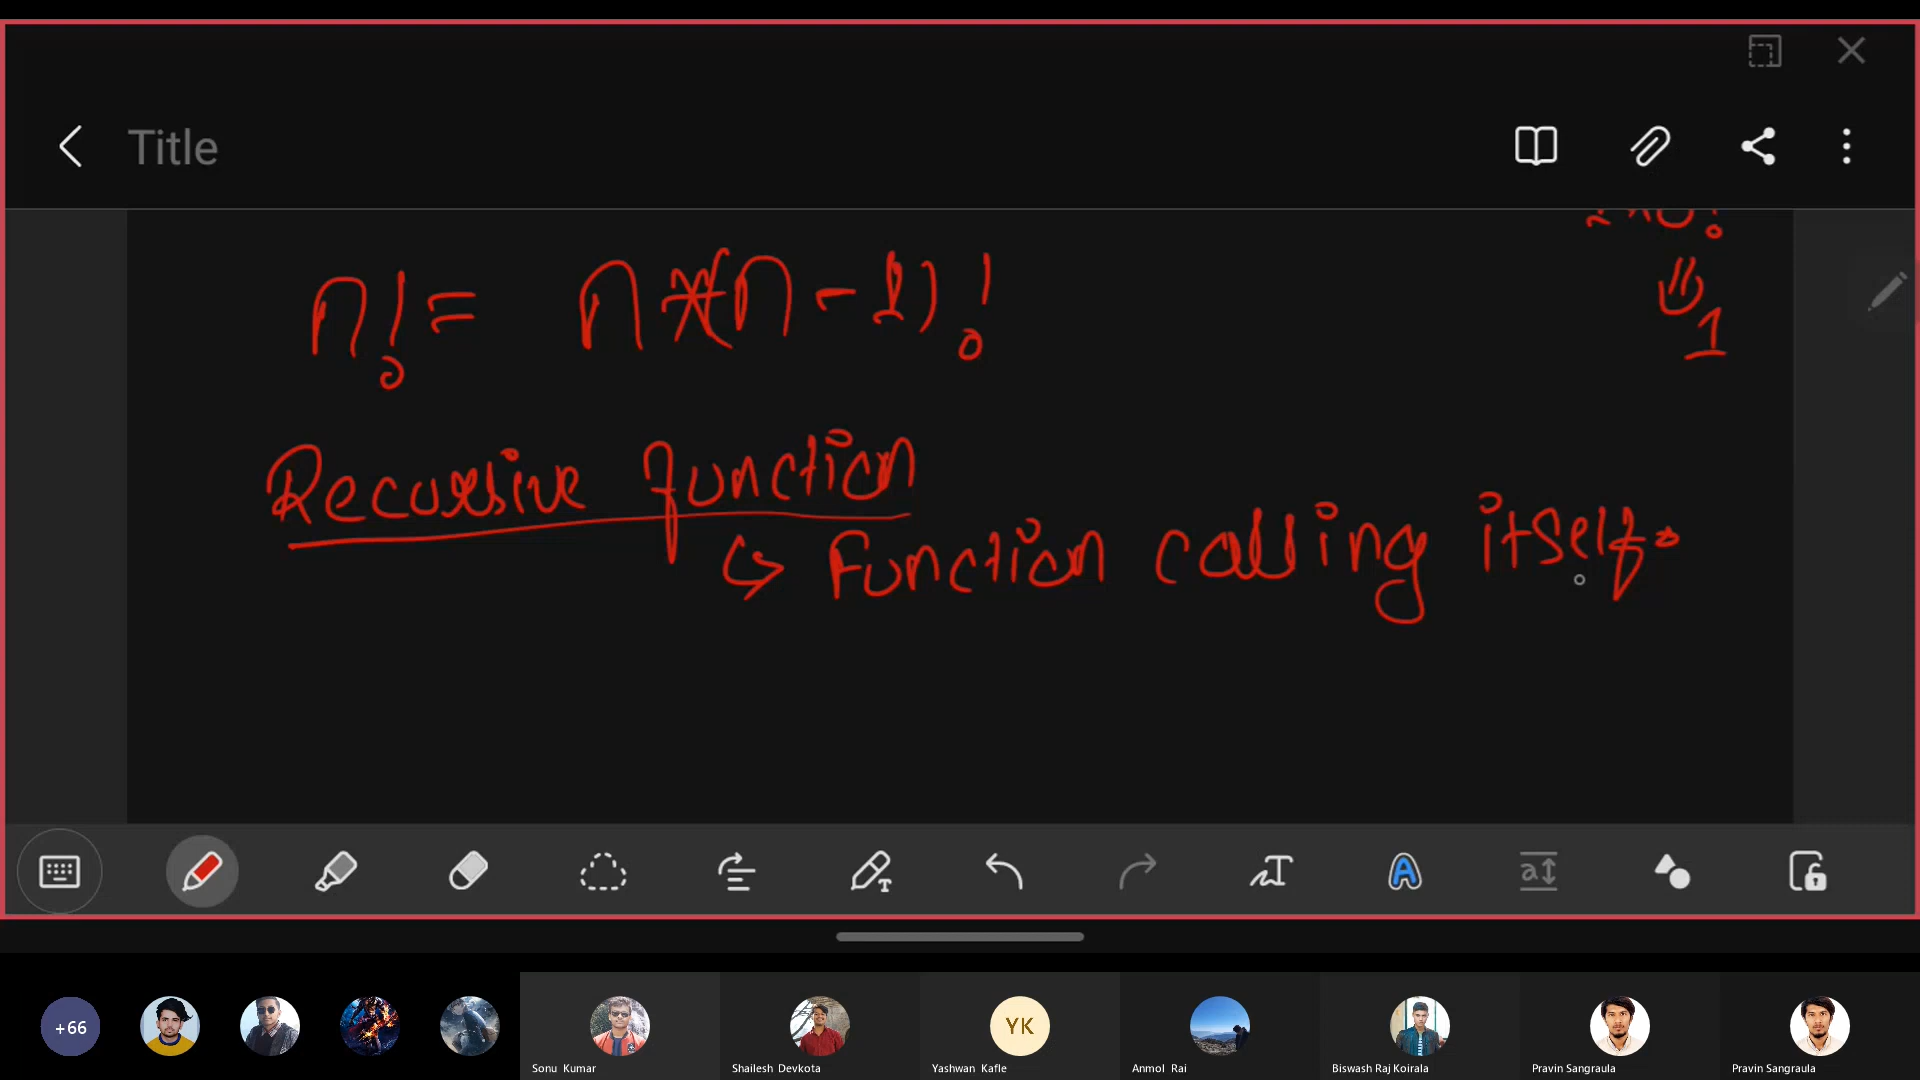 Title
n! = n*(n-1)!
1
Recursive function
↳ Function calling itself.
+66
YK
Sonu Kumar
Shailesh Devkota
Yashwan Kafle
Anmol Rai
Biswash Raj Koirala
Pravin Sangraula
Pravin Sangraula